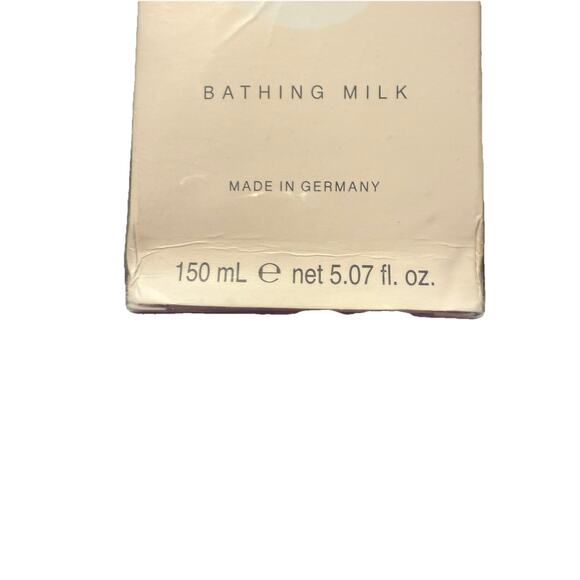 BATHING MILK
MADE IN GERMANY
150 mL ℮ net 5.07 fl. oz.